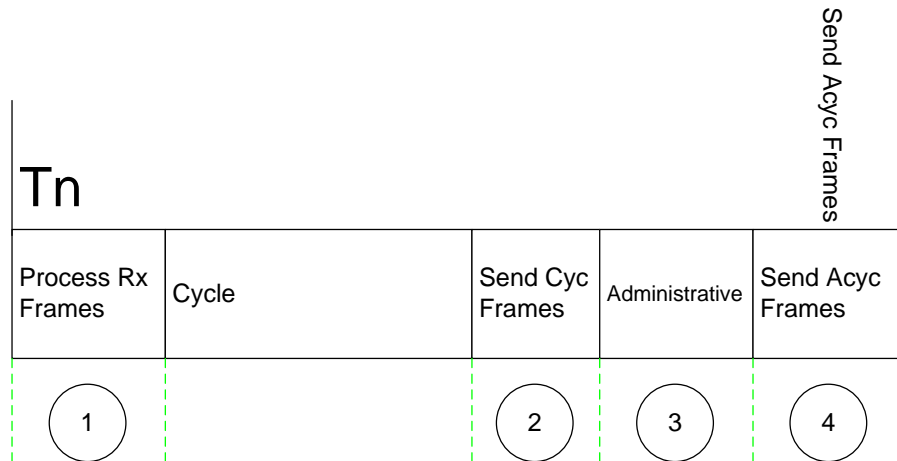 Send Acyc Frames
Tn
Process Rx
Frames
Cycle
Send Cyc
Frames
Administrative
Send Acyc
Frames
1
2
3
4